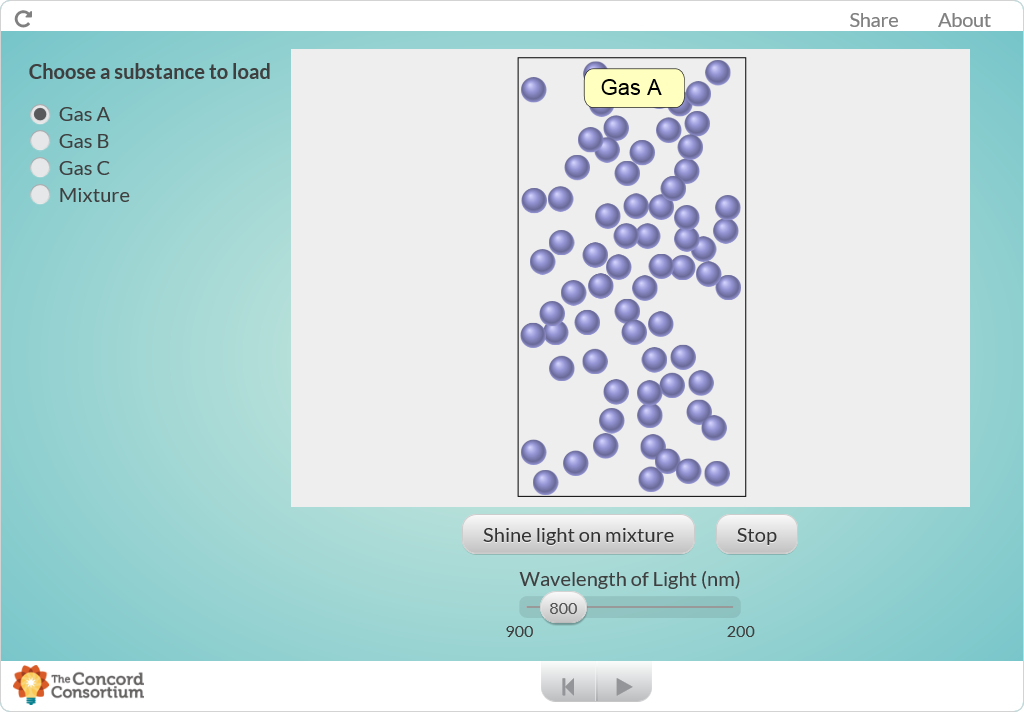 Share About
Choose a substance to load
Gas A
Gas A
Gas B
Gas C
Mixture
Shine light on mixture Stop
Wavelength of Light (nm)
800
900 200
The Concord
Consortium